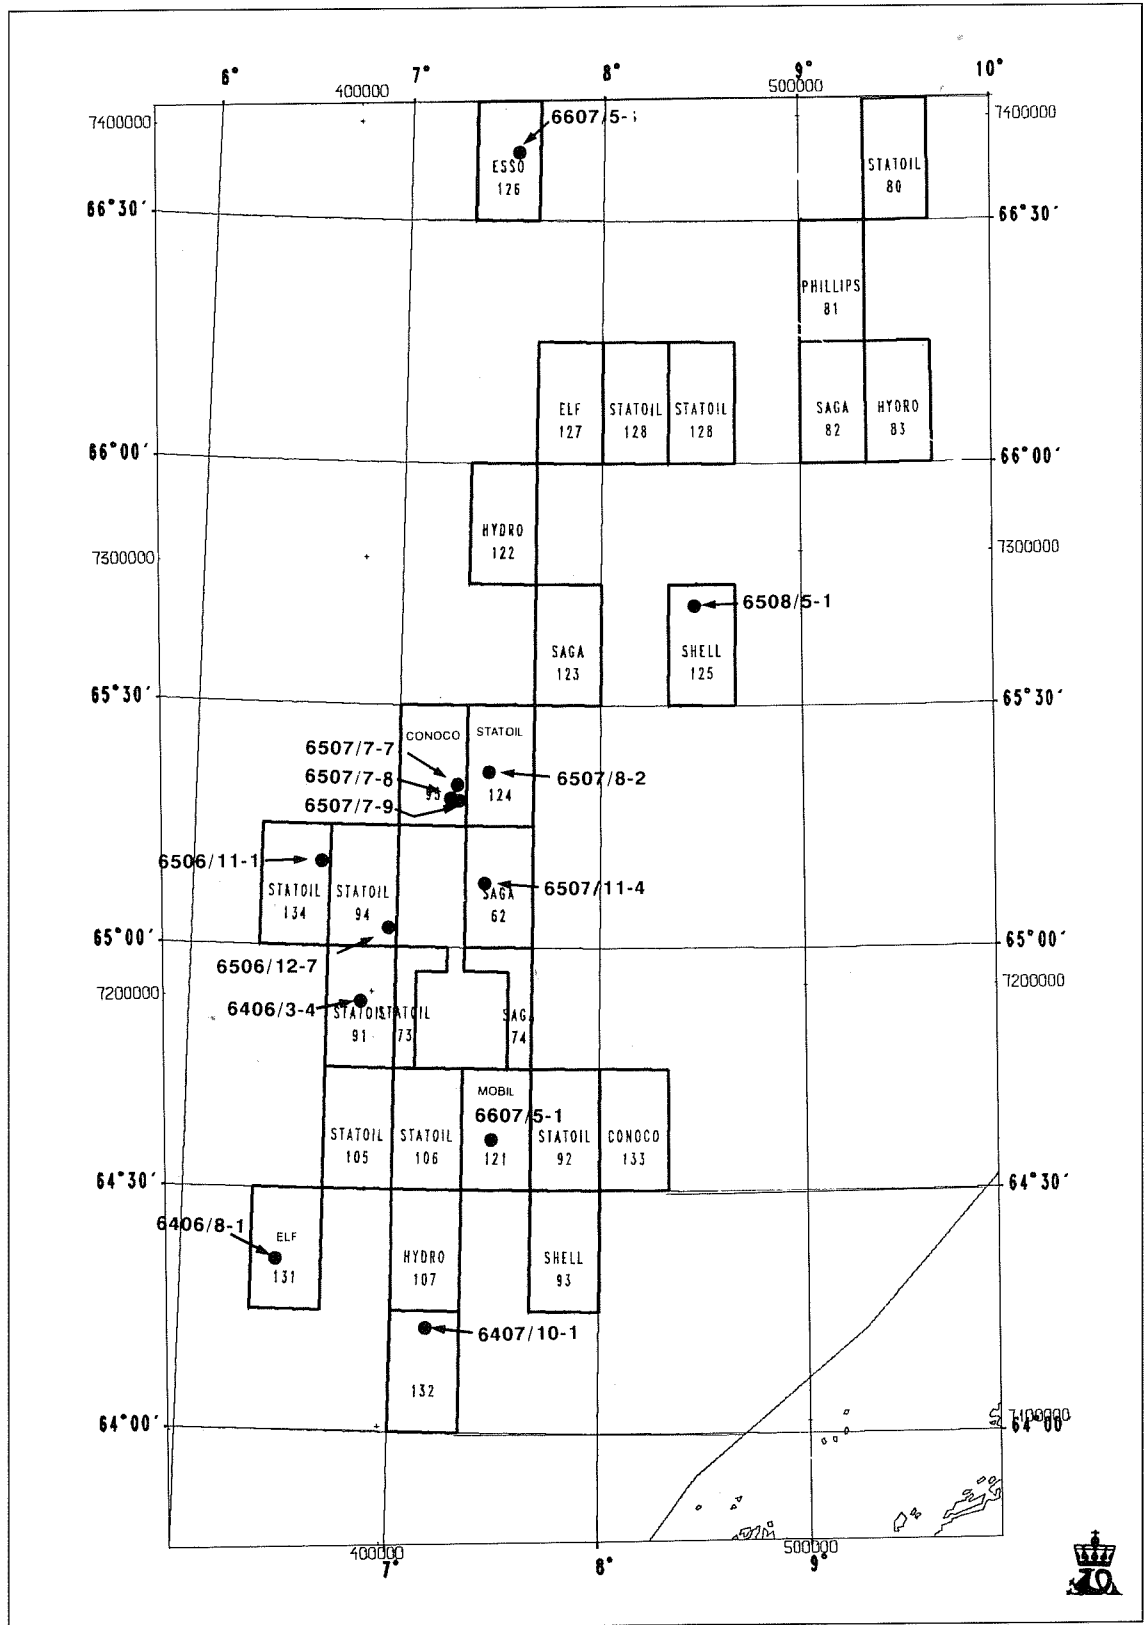 6° 7° 8° 9° 10°
400000 500000
7400000 7400000
6607/5-
ESSO
126
STATOIL
80
66°30' 66°30'
PHILLIPS
81
ELF STATOIL STATOIL SAGA HYDRO
127 128 128 82 83
66°00' 66°00'
HYDRO
122
7300000 7300000
6508/5-1
SAGA SHELL
123 125
65°30' 65°30'
CONOCO STATOIL
6507/7-7
6507/7-8 6507/8-2
124
6507/7-9
6506/11-1
STATOIL STATOIL 6507/11-4
134 94 SAGA
62
65°00' 65°00'
6506/12-7
7200000 7200000
6406/3-4
STATOIL STATOIL SAGA
91 73 74
MOBIL
6607/5-1
STATOIL STATOIL STATOIL CONOCO
105 106 121 92 133
64°30' 64°30'
6406/8-1
ELF
131
HYDRO SHELL
107 93
6407/10-1
132
64°00' 64°00'
7100000
400000 500000
7° 8° 9°